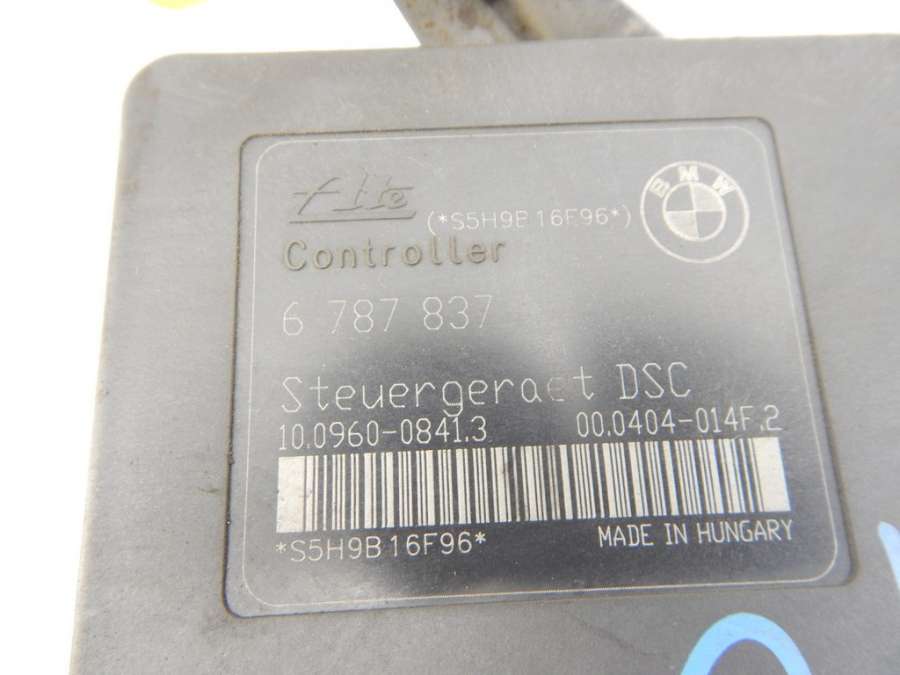 Ate
(*S5H9B16F96*)
BMW
Controller
6 787 837
Steuergeraet DSC
10.0960-0841.3 00.0404-014F.2
*S5H9B16F96* MADE IN HUNGARY